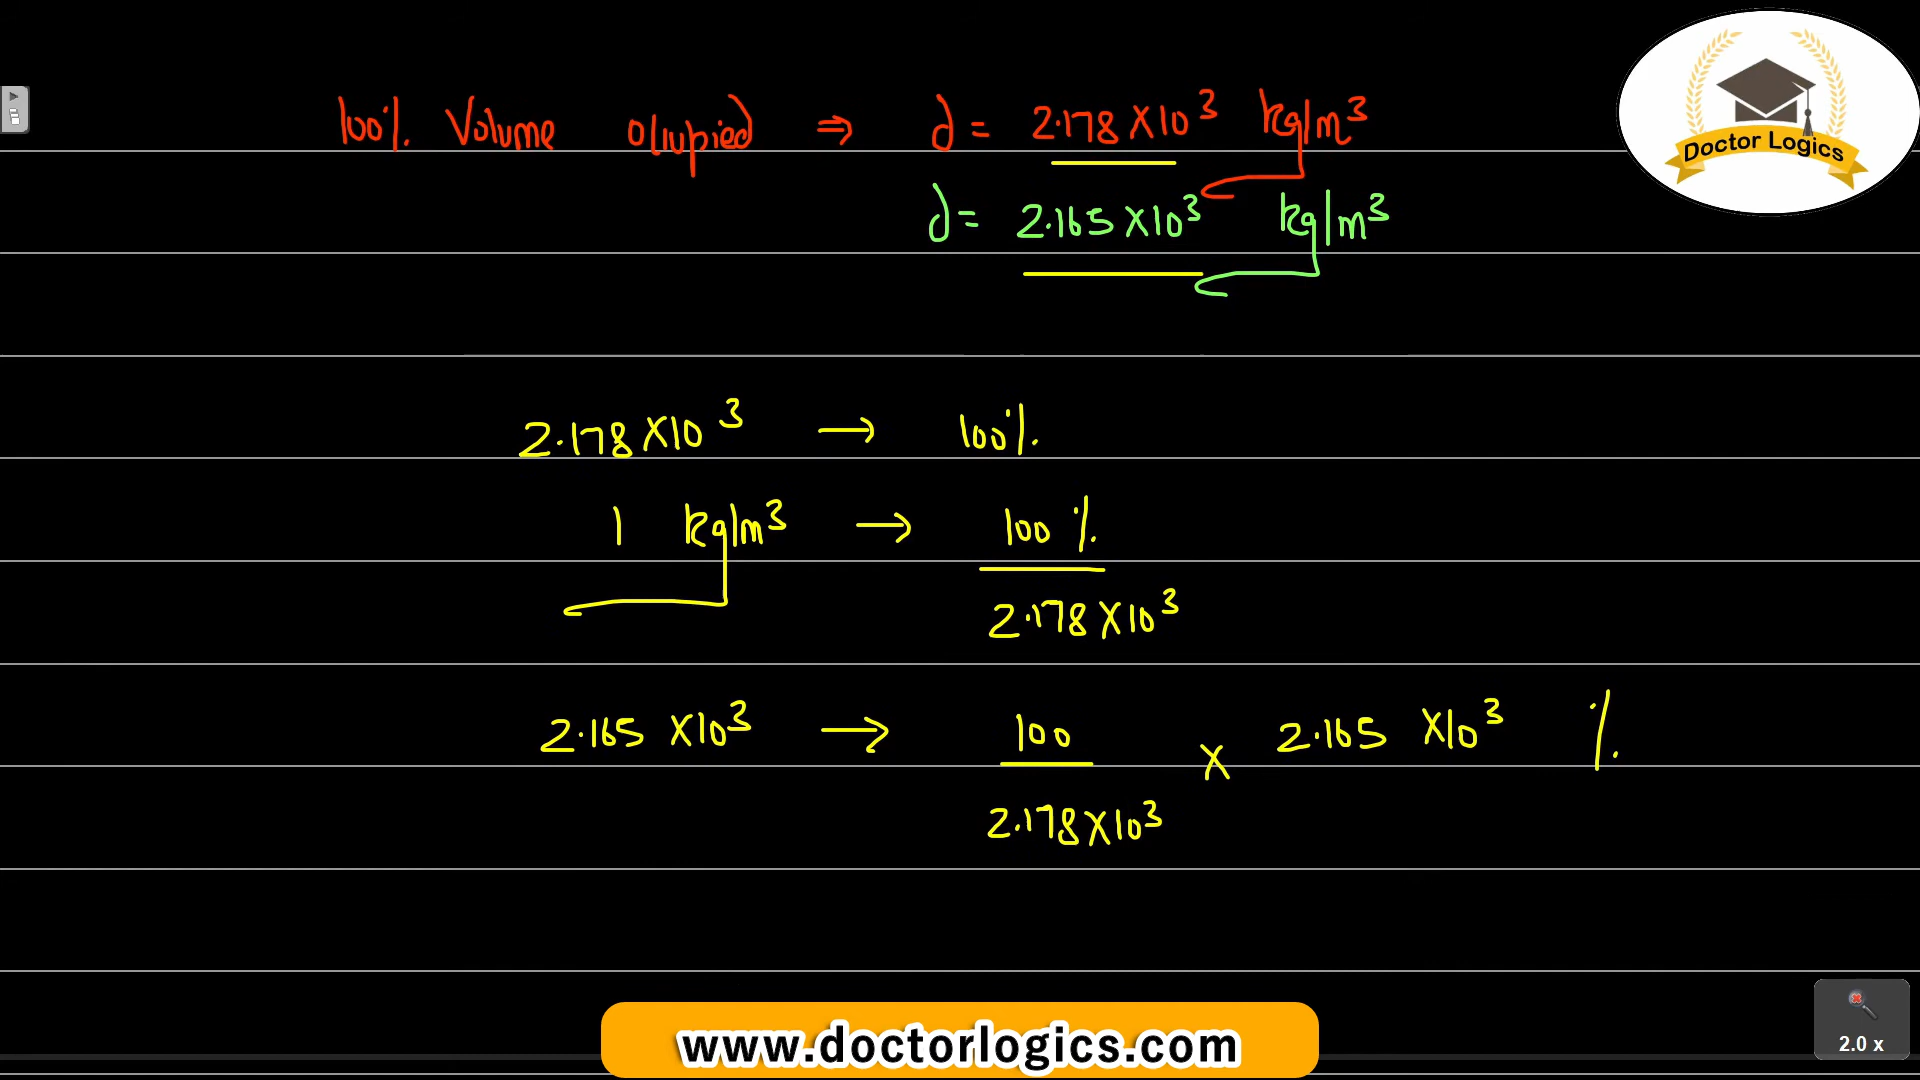 100% Volume occupied ⇒ d = 2.178 X10³ kg/m³
Doctor Logics
d = 2.165 X10³ kg/m³
2.178 X10³ → 100%
1 kg/m³ → 100 %
2.178 X10³
2.165 X10³ → 100 X 2.165 X10³ %
2.178 X10³
www.doctorlogics.com
2.0 x